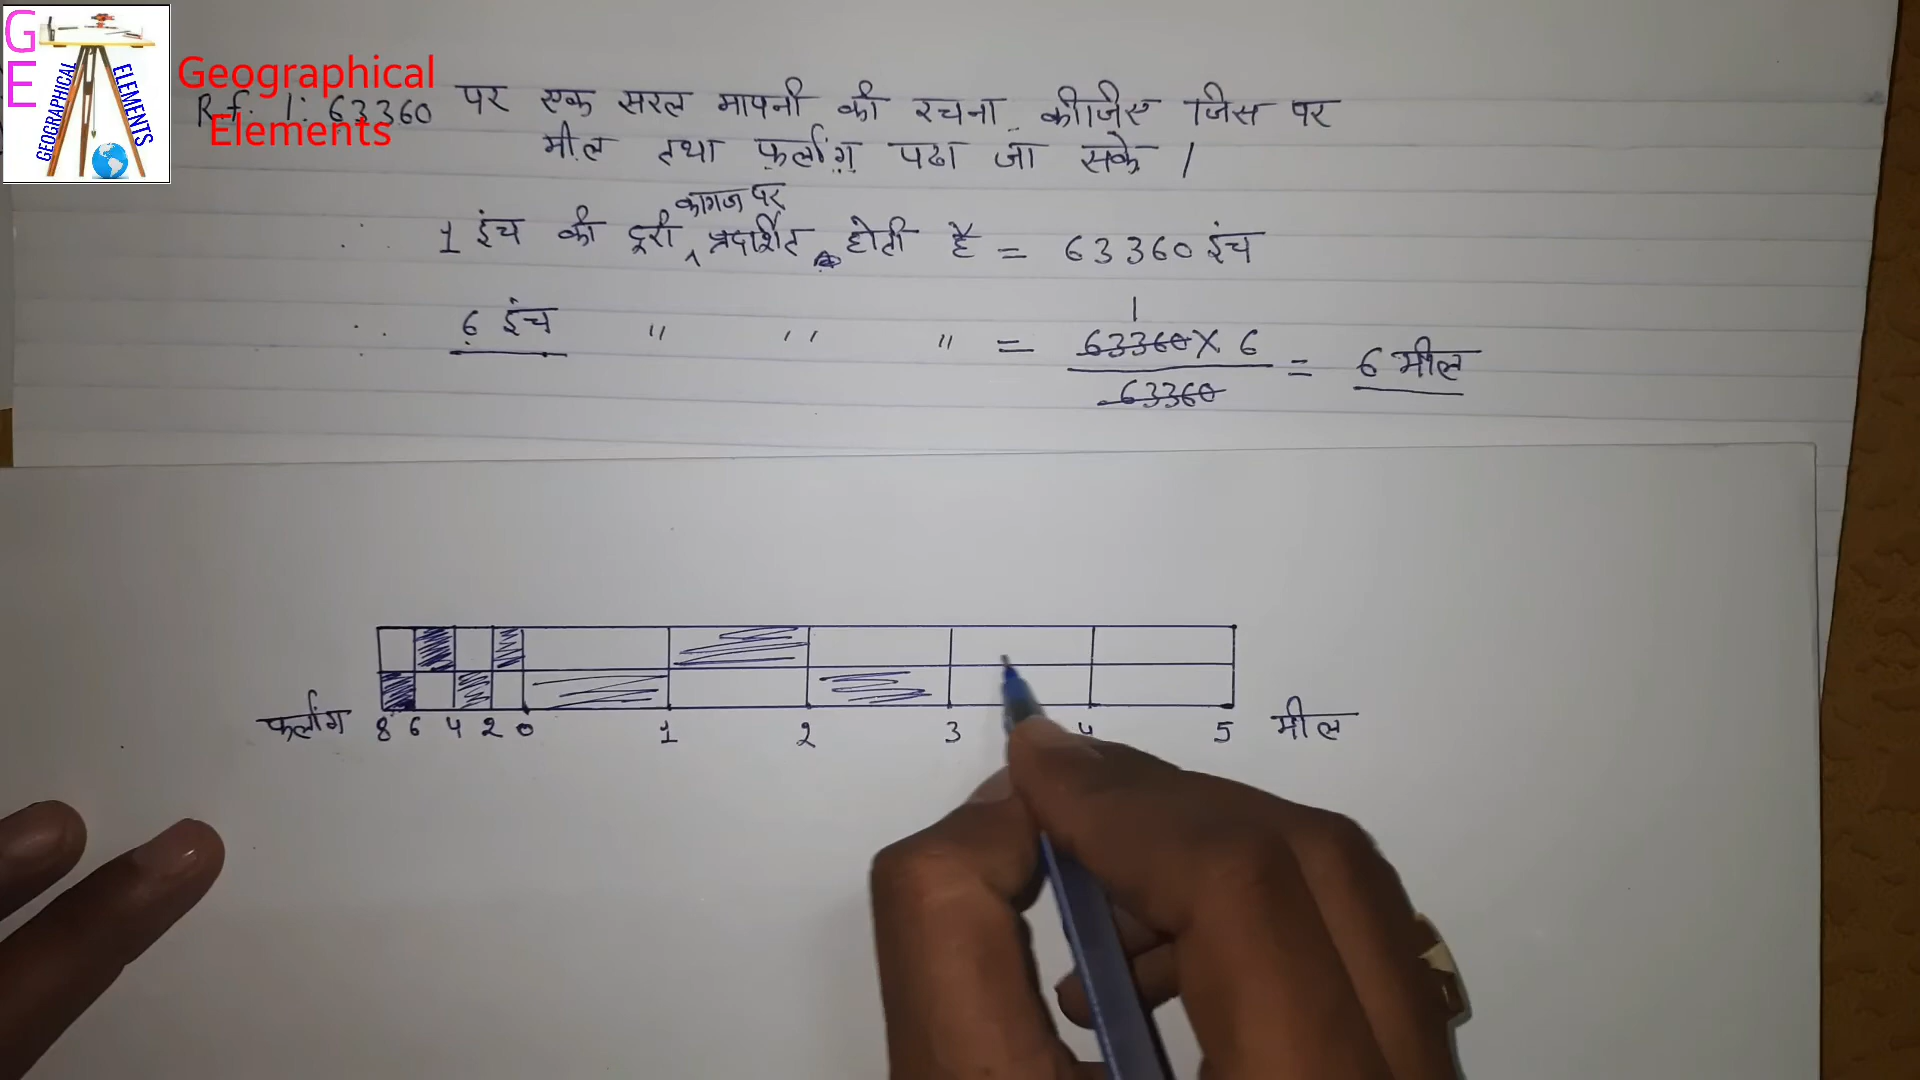 G
E
GEOGRAPHICAL
ELEMENTS
Geographical
Elements
R.f. 1: 63360 पर एक सरल मापनी की रचना कीजिए जिस पर
मील तथा फर्लांग पढा जा सके ।
कागज पर
∴ 1 इंच की दूरी ^ प्रदर्शित होती है = 63360 इंच
∴ 6 इंच " " " = 63360 X 6 = 6 मील
1
63360
फर्लांग 8 6 4 2 0 1 2 3 4 5 मील